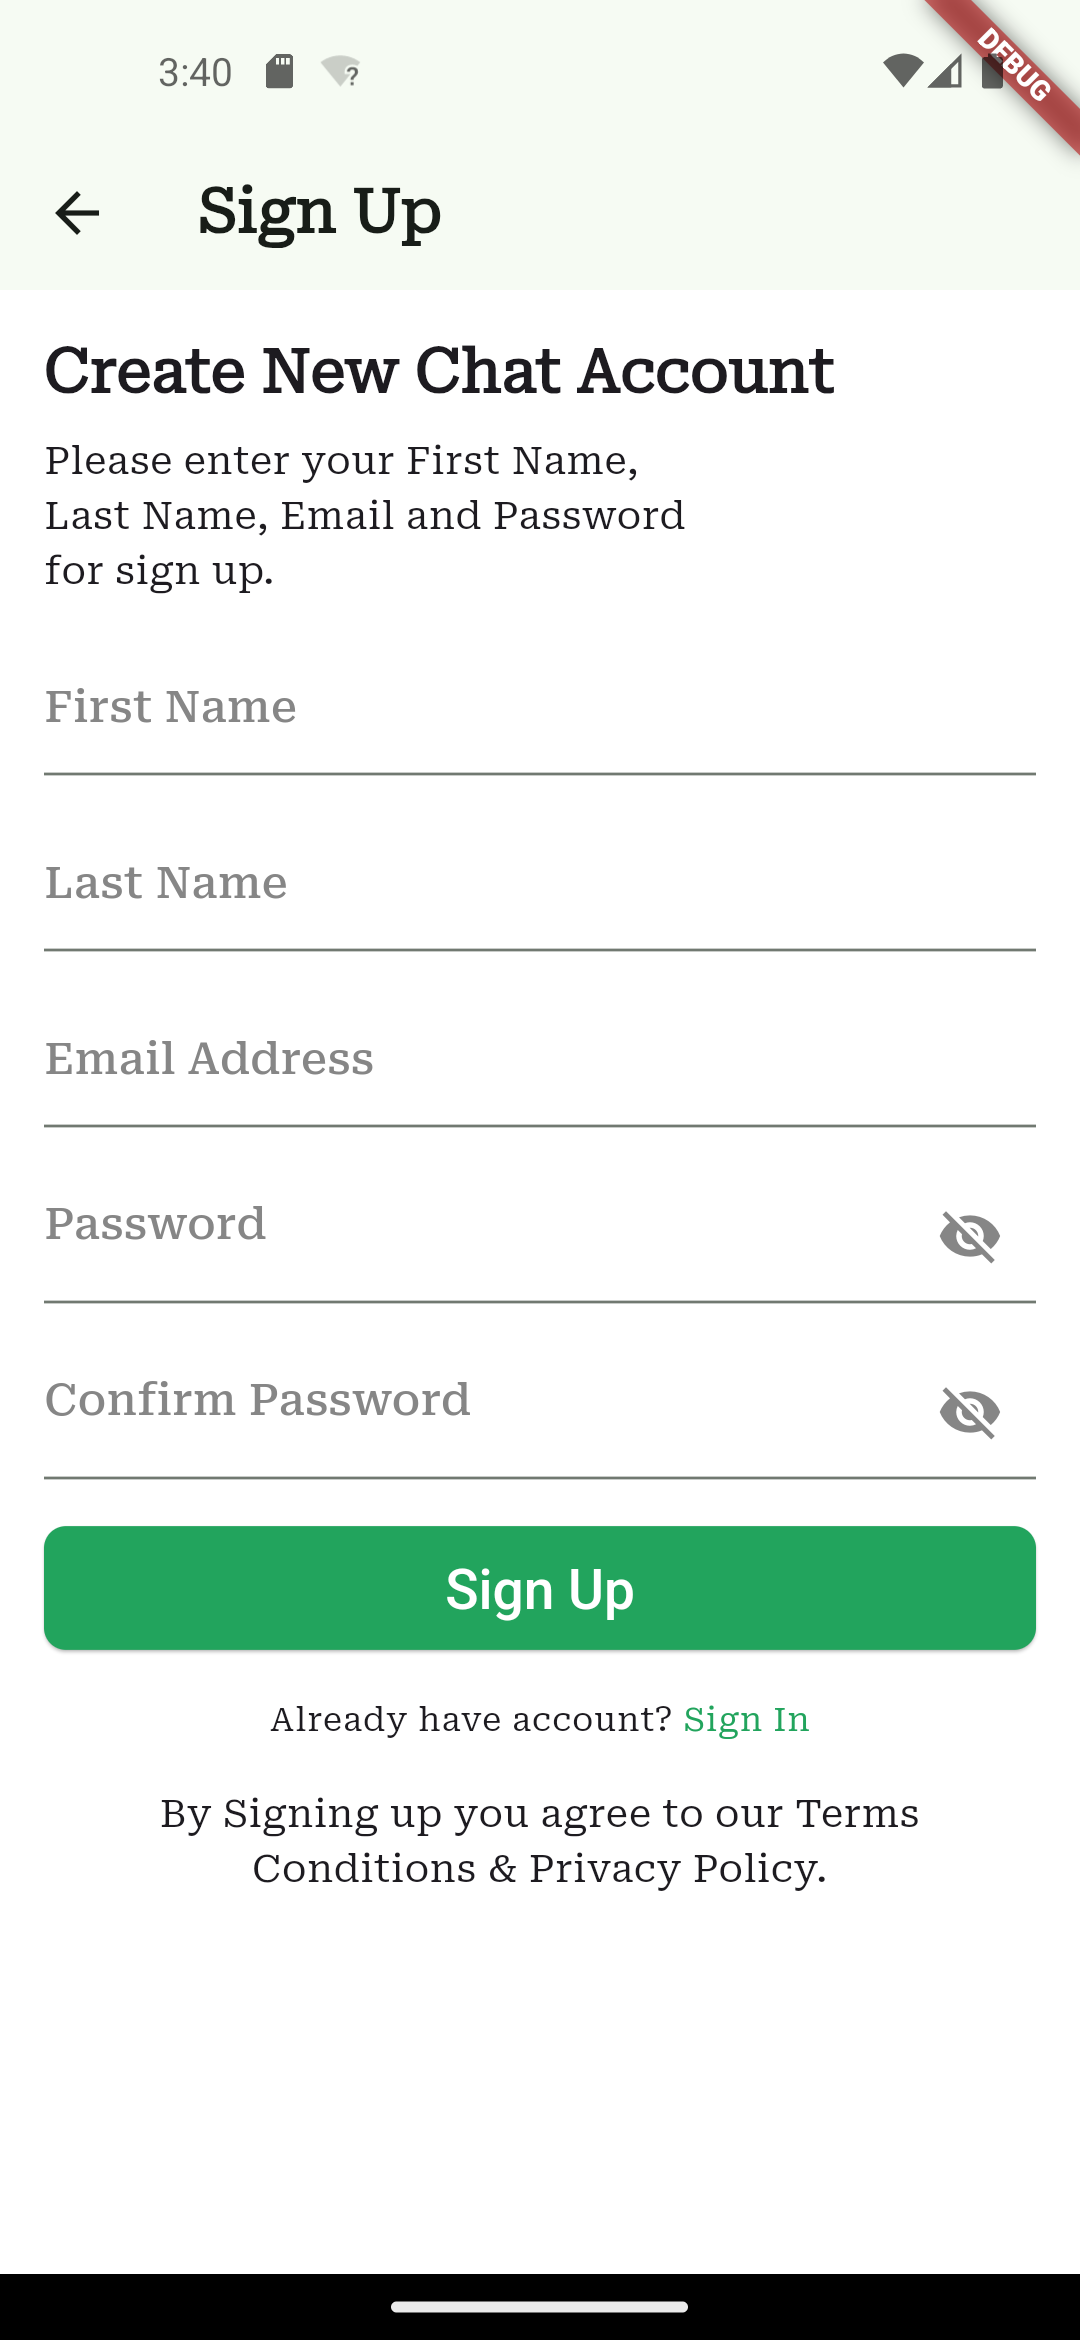 3:40
DEBUG
Sign Up
Create New Chat Account
Please enter your First Name,
Last Name, Email and Password
for sign up.
First Name
Last Name
Email Address
Password
Confirm Password
Sign Up
Already have account? Sign In
By Signing up you agree to our Terms
Conditions & Privacy Policy.